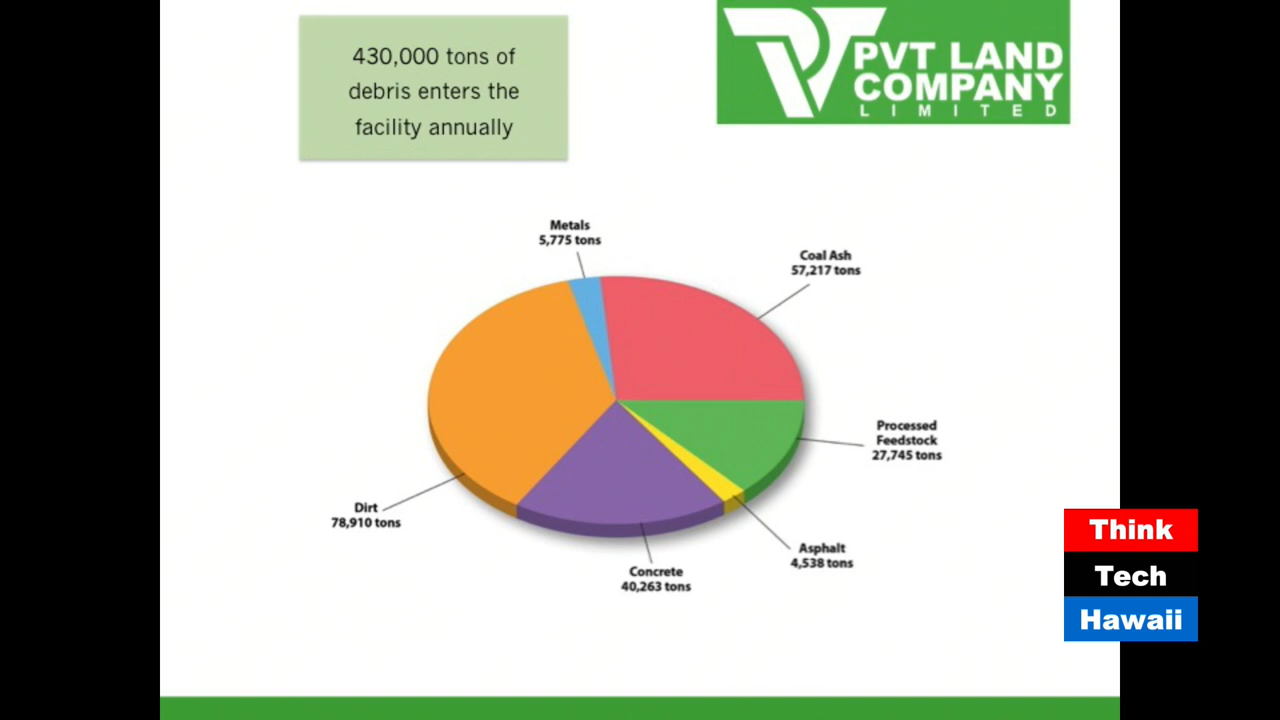 430,000 tons of
debris enters the
facility annually
PVT LAND
COMPANY
LIMITED
Metals
5,775 tons
Coal Ash
57,217 tons
Processed
Feedstock
27,745 tons
Dirt
78,910 tons
Asphalt
4,538 tons
Concrete
40,263 tons
Think
Tech
Hawaii